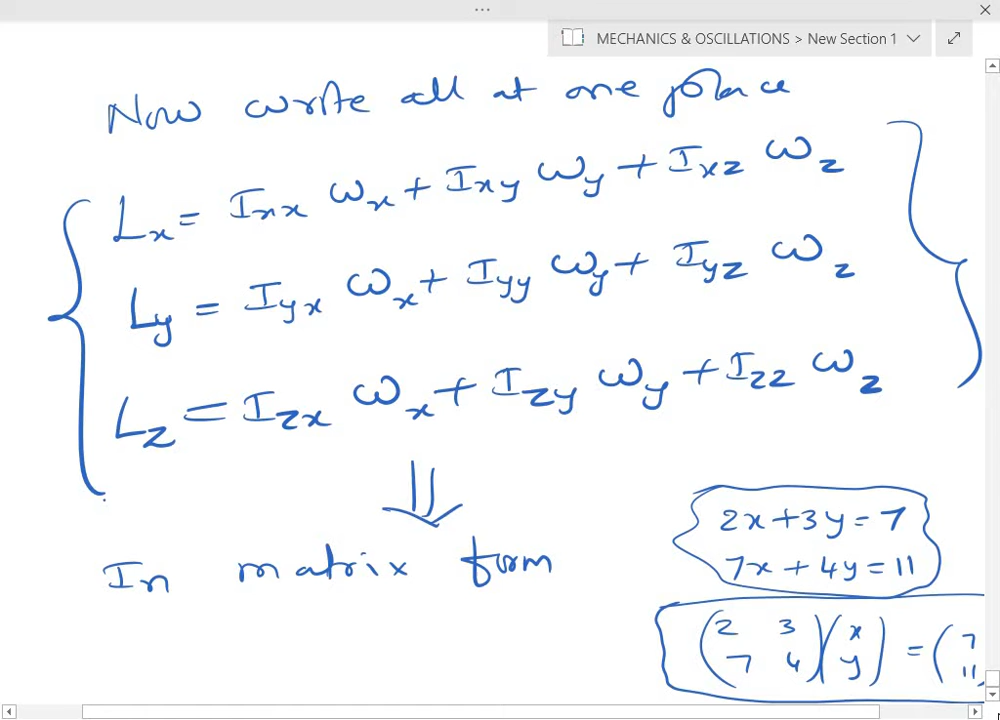 MECHANICS & OSCILLATIONS > New Section 1
Now write all at one place
Lx = Ixx ωx + Ixy ωy + Ixz ωz
Ly = Iyx ωx + Iyy ωy + Iyz ωz
Lz = Izx ωx + Izy ωy + Izz ωz
⇓
In matrix form
2x+3y=7
7x+4y=11
(2 3)(x) = (7
(7 4)(y) = (11